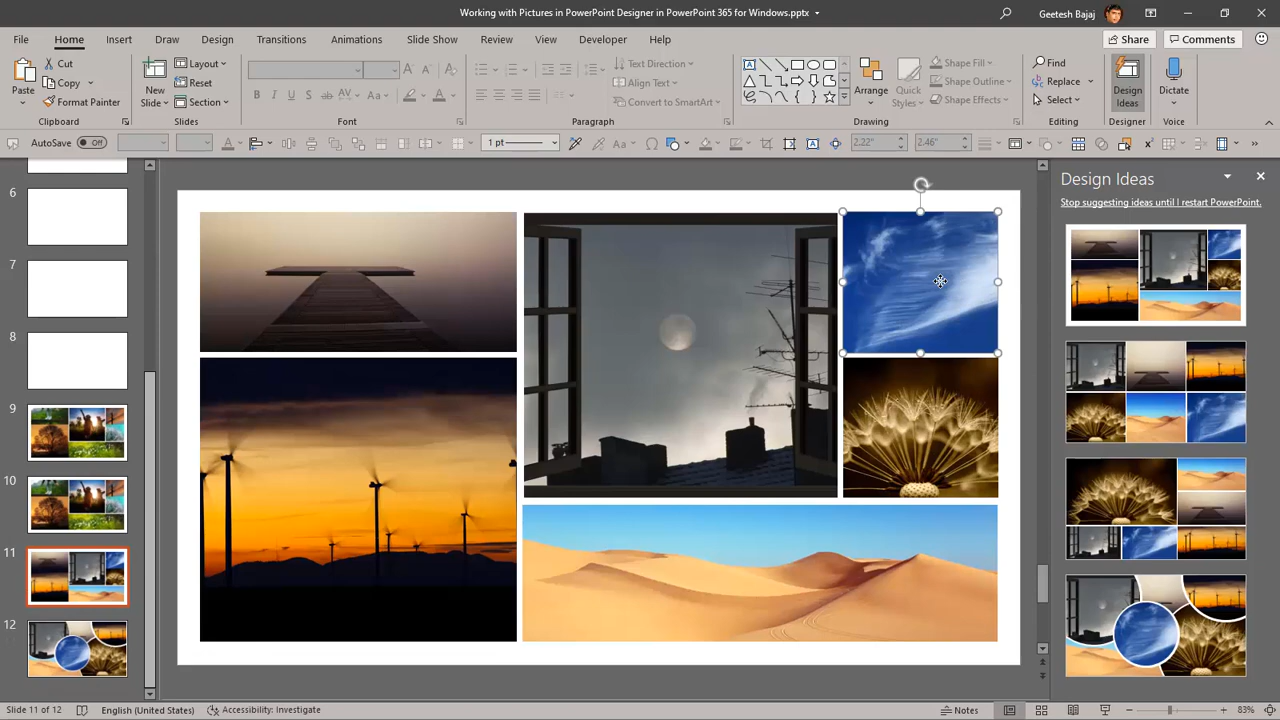 Working with Pictures in PowerPoint Designer in PowerPoint 365 for Windows.pptx
Geetesh Bajaj
File Home Insert Draw Design Transitions Animations Slide Show Review View Developer Help
Share Comments
Paste
Cut
Copy
Format Painter
Clipboard
New Slide
Layout
Reset
Section
Slides
Font
Text Direction
Align Text
Convert to SmartArt
Paragraph
Arrange
Quick Styles
Shape Fill
Shape Outline
Shape Effects
Drawing
Find
Replace
Select
Editing
Design Ideas
Designer
Dictate
Voice
AutoSave Off
1 pt
2.22"
2.46"
6
7
8
9
10
11
12
Design Ideas
Stop suggesting ideas until I restart PowerPoint.
Slide 11 of 12
English (United States)
Accessibility: Investigate
Notes
83%